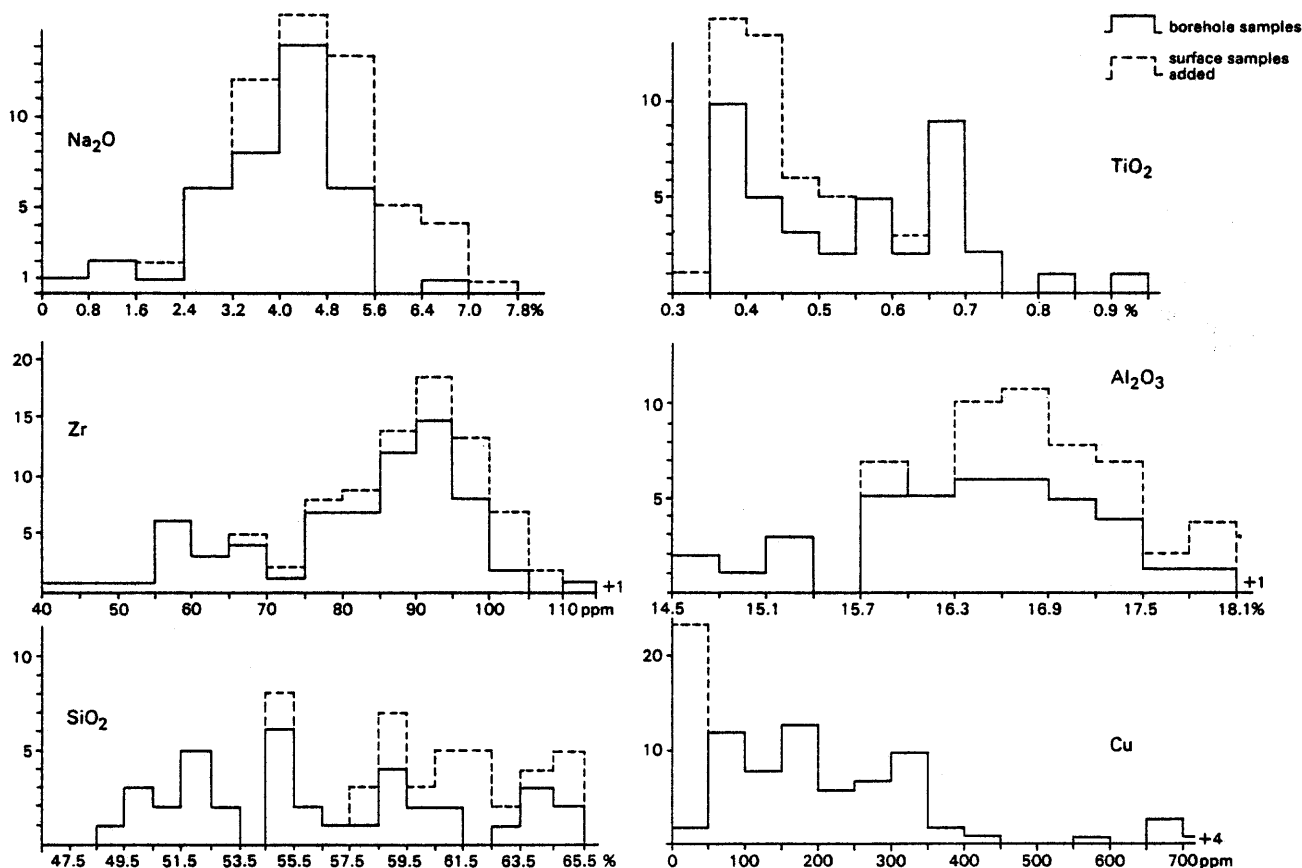 borehole samples
surface samples
added
10
5
1
Na₂O
0 0.8 1.6 2.4 3.2 4.0 4.8 5.6 6.4 7.0 7.8%
10
5
TiO₂
0.3 0.4 0.5 0.6 0.7 0.8 0.9 %
20
15
10
5
Zr
+1
40 50 60 70 80 90 100 110 ppm
10
5
Al₂O₃
+1
14.5 15.1 15.7 16.3 16.9 17.5 18.1%
10
5
SiO₂
47.5 49.5 51.5 53.5 55.5 57.5 59.5 61.5 63.5 65.5 %
20
10
Cu
+4
0 100 200 300 400 500 600 700 ppm